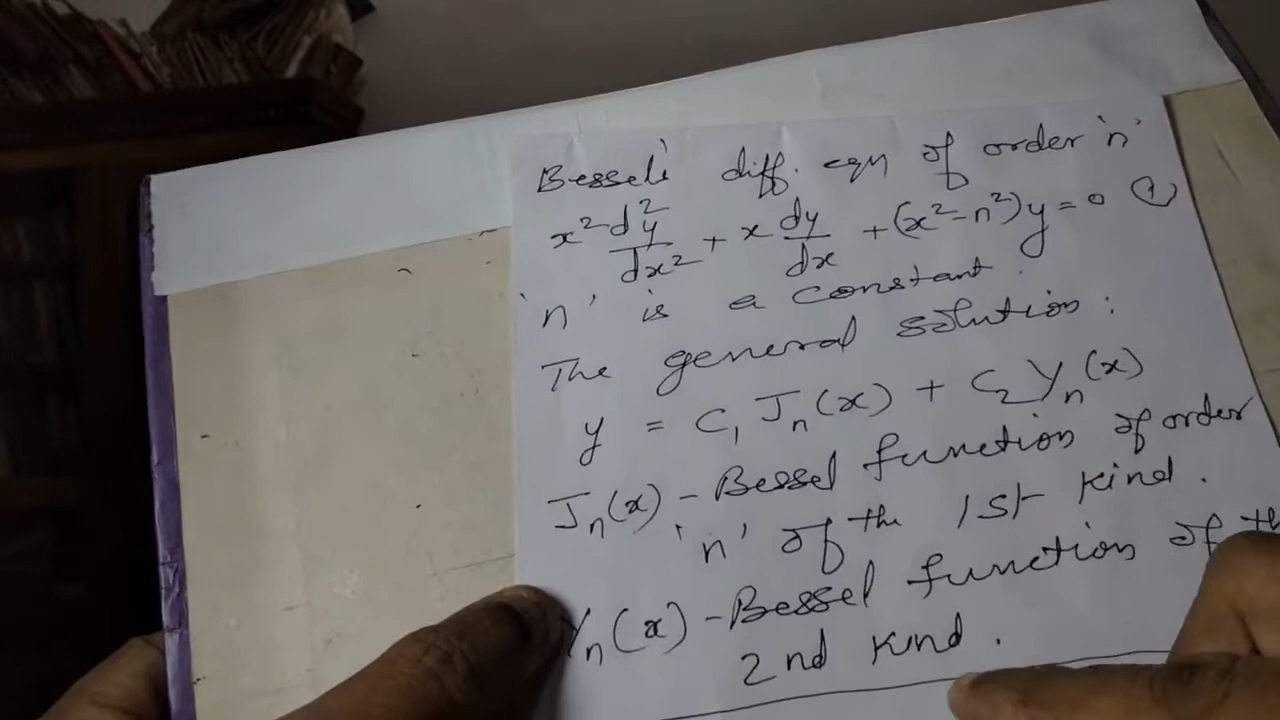 Bessel's diff. eqn of order 'n'
x² d²y/dx² + x dy/dx + (x² - n²) y = 0 ①
'n' is a constant.
The general solution:
y = C₁ Jₙ(x) + C₂ Yₙ(x)
Jₙ(x) - Bessel function of order
'n' of the 1st kind.
Yₙ(x) - Bessel function of
2nd kind.